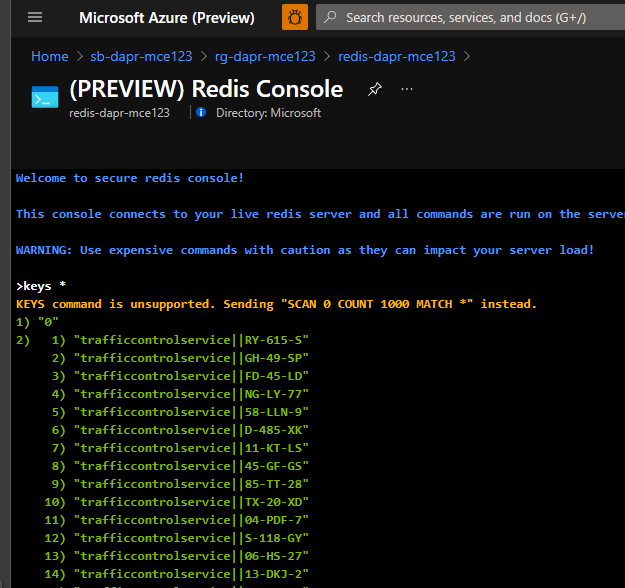 Microsoft Azure (Preview)
Search resources, services, and docs (G+/)
Home > sb-dapr-mce123 > rg-dapr-mce123 > redis-dapr-mce123 >
(PREVIEW) Redis Console
redis-dapr-mce123
Directory: Microsoft
Welcome to secure redis console!
This console connects to your live redis server and all commands are run on the serve
WARNING: Use expensive commands with caution as they can impact your server load!
>keys *
KEYS command is unsupported. Sending "SCAN 0 COUNT 1000 MATCH *" instead.
1) "0"
2) 1) "trafficcontrolservice||RY-615-S"
2) "trafficcontrolservice||GH-49-SP"
3) "trafficcontrolservice||FD-45-LD"
4) "trafficcontrolservice||NG-LY-77"
5) "trafficcontrolservice||58-LLN-9"
6) "trafficcontrolservice||D-485-XK"
7) "trafficcontrolservice||11-KT-LS"
8) "trafficcontrolservice||45-GF-GS"
9) "trafficcontrolservice||85-TT-28"
10) "trafficcontrolservice||TX-20-XD"
11) "trafficcontrolservice||04-PDF-7"
12) "trafficcontrolservice||S-118-GY"
13) "trafficcontrolservice||06-HS-27"
14) "trafficcontrolservice||13-DKJ-2"